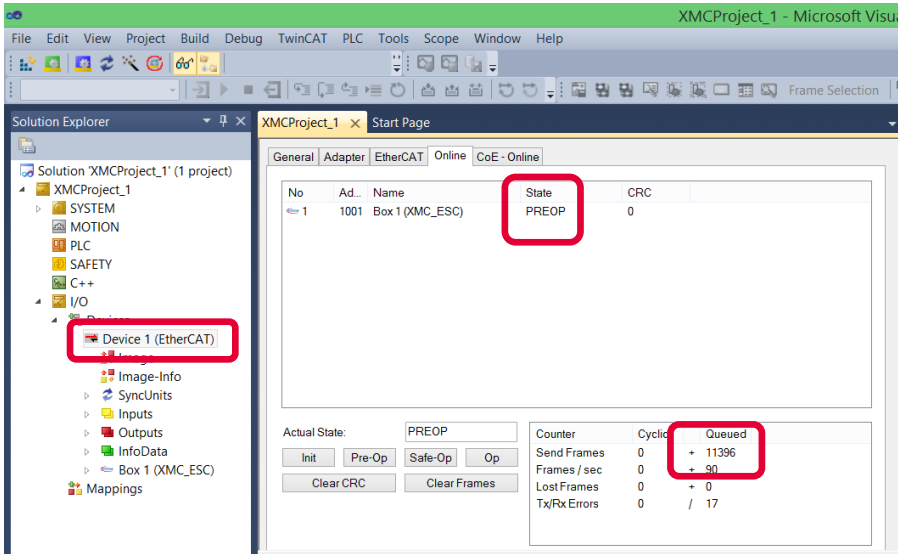 XMCProject_1 - Microsoft Visua
File Edit View Project Build Debug TwinCAT PLC Tools Scope Window Help
Frame Selection
Solution Explorer
XMCProject_1 Start Page
Solution 'XMCProject_1' (1 project)
XMCProject_1
SYSTEM
MOTION
PLC
SAFETY
C++
I/O
Devices
Device 1 (EtherCAT)
Image
Image-Info
SyncUnits
Inputs
Outputs
InfoData
Box 1 (XMC_ESC)
Mappings
General Adapter EtherCAT Online CoE - Online
No Ad... Name State CRC
1 1001 Box 1 (XMC_ESC) PREOP 0
Actual State: PREOP
Init Pre-Op Safe-Op Op
Clear CRC Clear Frames
Counter Cyclic Queued
Send Frames 0 + 11396
Frames / sec 0 + 90
Lost Frames 0 + 0
Tx/Rx Errors 0 / 17